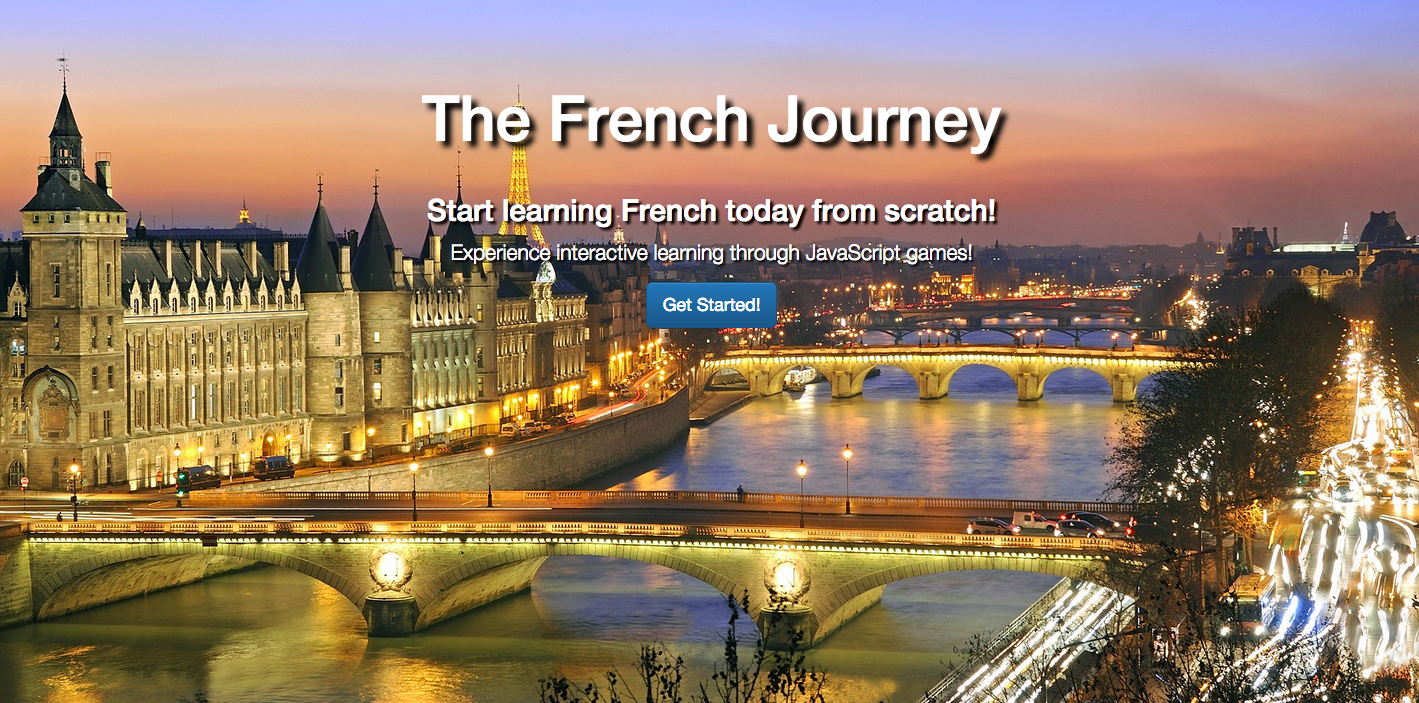 The French Journey
Start learning French today from scratch!
Experience interactive learning through JavaScript games!
Get Started!